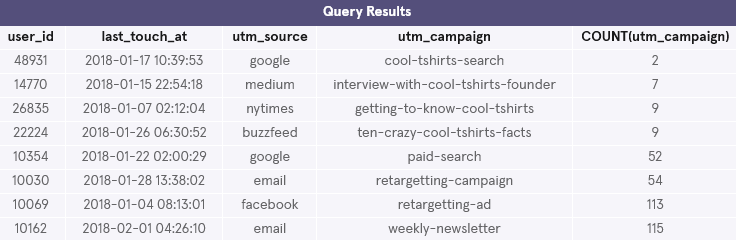 Query Results
user_id last_touch_at utm_source utm_campaign COUNT(utm_campaign)
48931 2018-01-17 10:39:53 google cool-tshirts-search 2
14770 2018-01-15 22:54:18 medium interview-with-cool-tshirts-founder 7
26835 2018-01-07 02:12:04 nytimes getting-to-know-cool-tshirts 9
22224 2018-01-26 06:30:52 buzzfeed ten-crazy-cool-tshirts-facts 9
10354 2018-01-22 02:00:29 google paid-search 52
10030 2018-01-28 13:38:02 email retargetting-campaign 54
10069 2018-01-04 08:13:01 facebook retargetting-ad 113
10162 2018-02-01 04:26:10 email weekly-newsletter 115